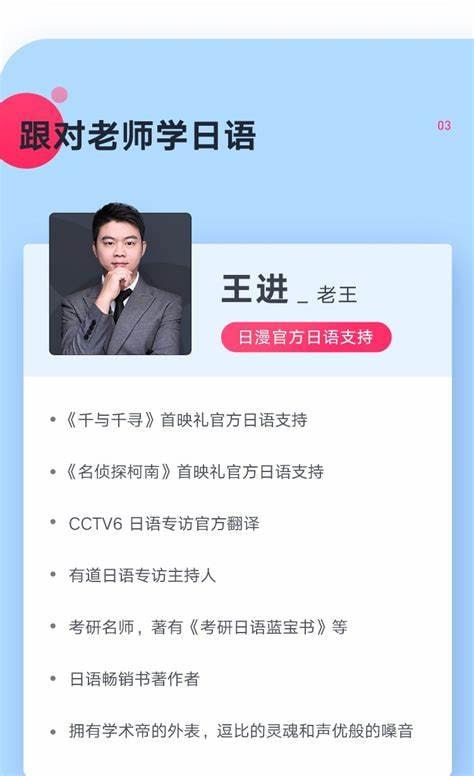 跟对老师学日语
03
王进 _ 老王
日漫官方日语支持
• 《千与千寻》首映礼官方日语支持
• 《名侦探柯南》首映礼官方日语支持
• CCTV6 日语专访官方翻译
• 有道日语专访主持人
• 考研名师，著有《考研日语蓝宝书》等
• 日语畅销书著作者
• 拥有学术帝的外表，逗比的灵魂和声优般的嗓音